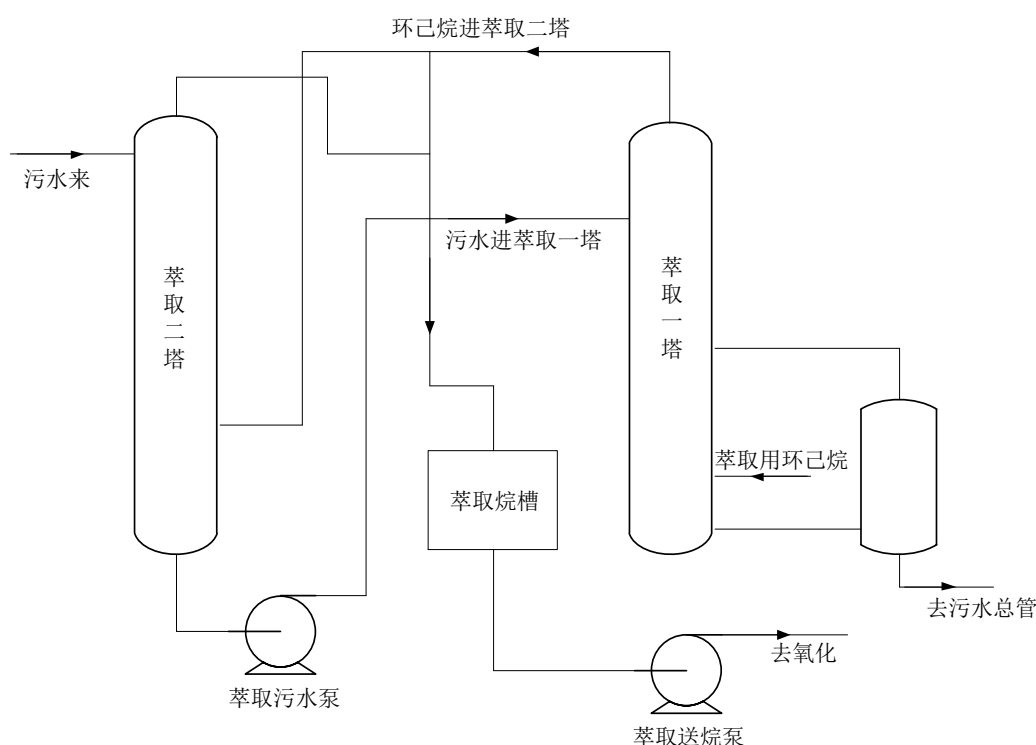 环己烷进萃取二塔
污水来
污水进萃取一塔
萃取二塔
萃取一塔
萃取用环己烷
萃取烷槽
去污水总管
去氧化
萃取污水泵
萃取送烷泵